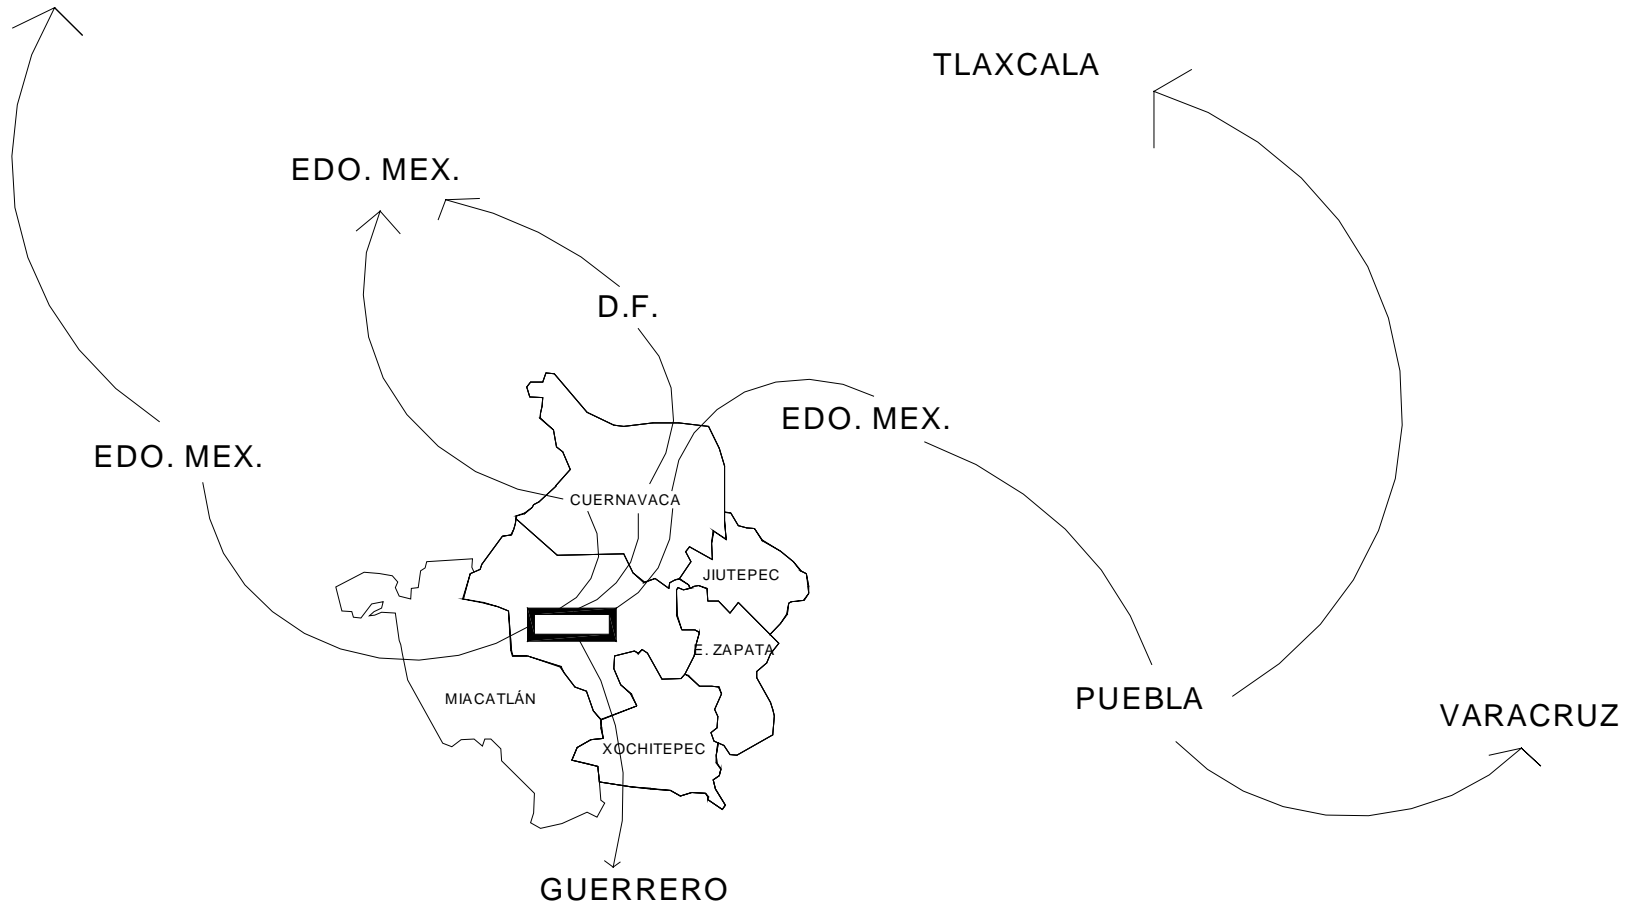 TLAXCALA
EDO. MEX.
D.F.
EDO. MEX.
EDO. MEX.
CUERNAVACA
JIUTEPEC
E. ZAPATA
MIACATLÁN
PUEBLA
VARACRUZ
XOCHITEPEC
GUERRERO